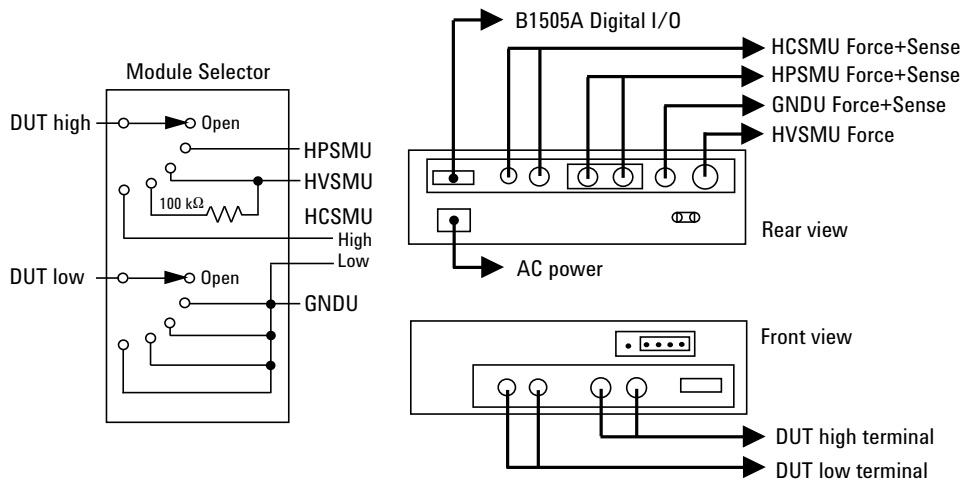 Module Selector
DUT high
Open
HPSMU
HVSMU
100 kΩ
HCSMU
High
Low
DUT low
Open
GNDU
B1505A Digital I/O
HCSMU Force+Sense
HPSMU Force+Sense
GNDU Force+Sense
HVSMU Force
Rear view
AC power
Front view
DUT high terminal
DUT low terminal